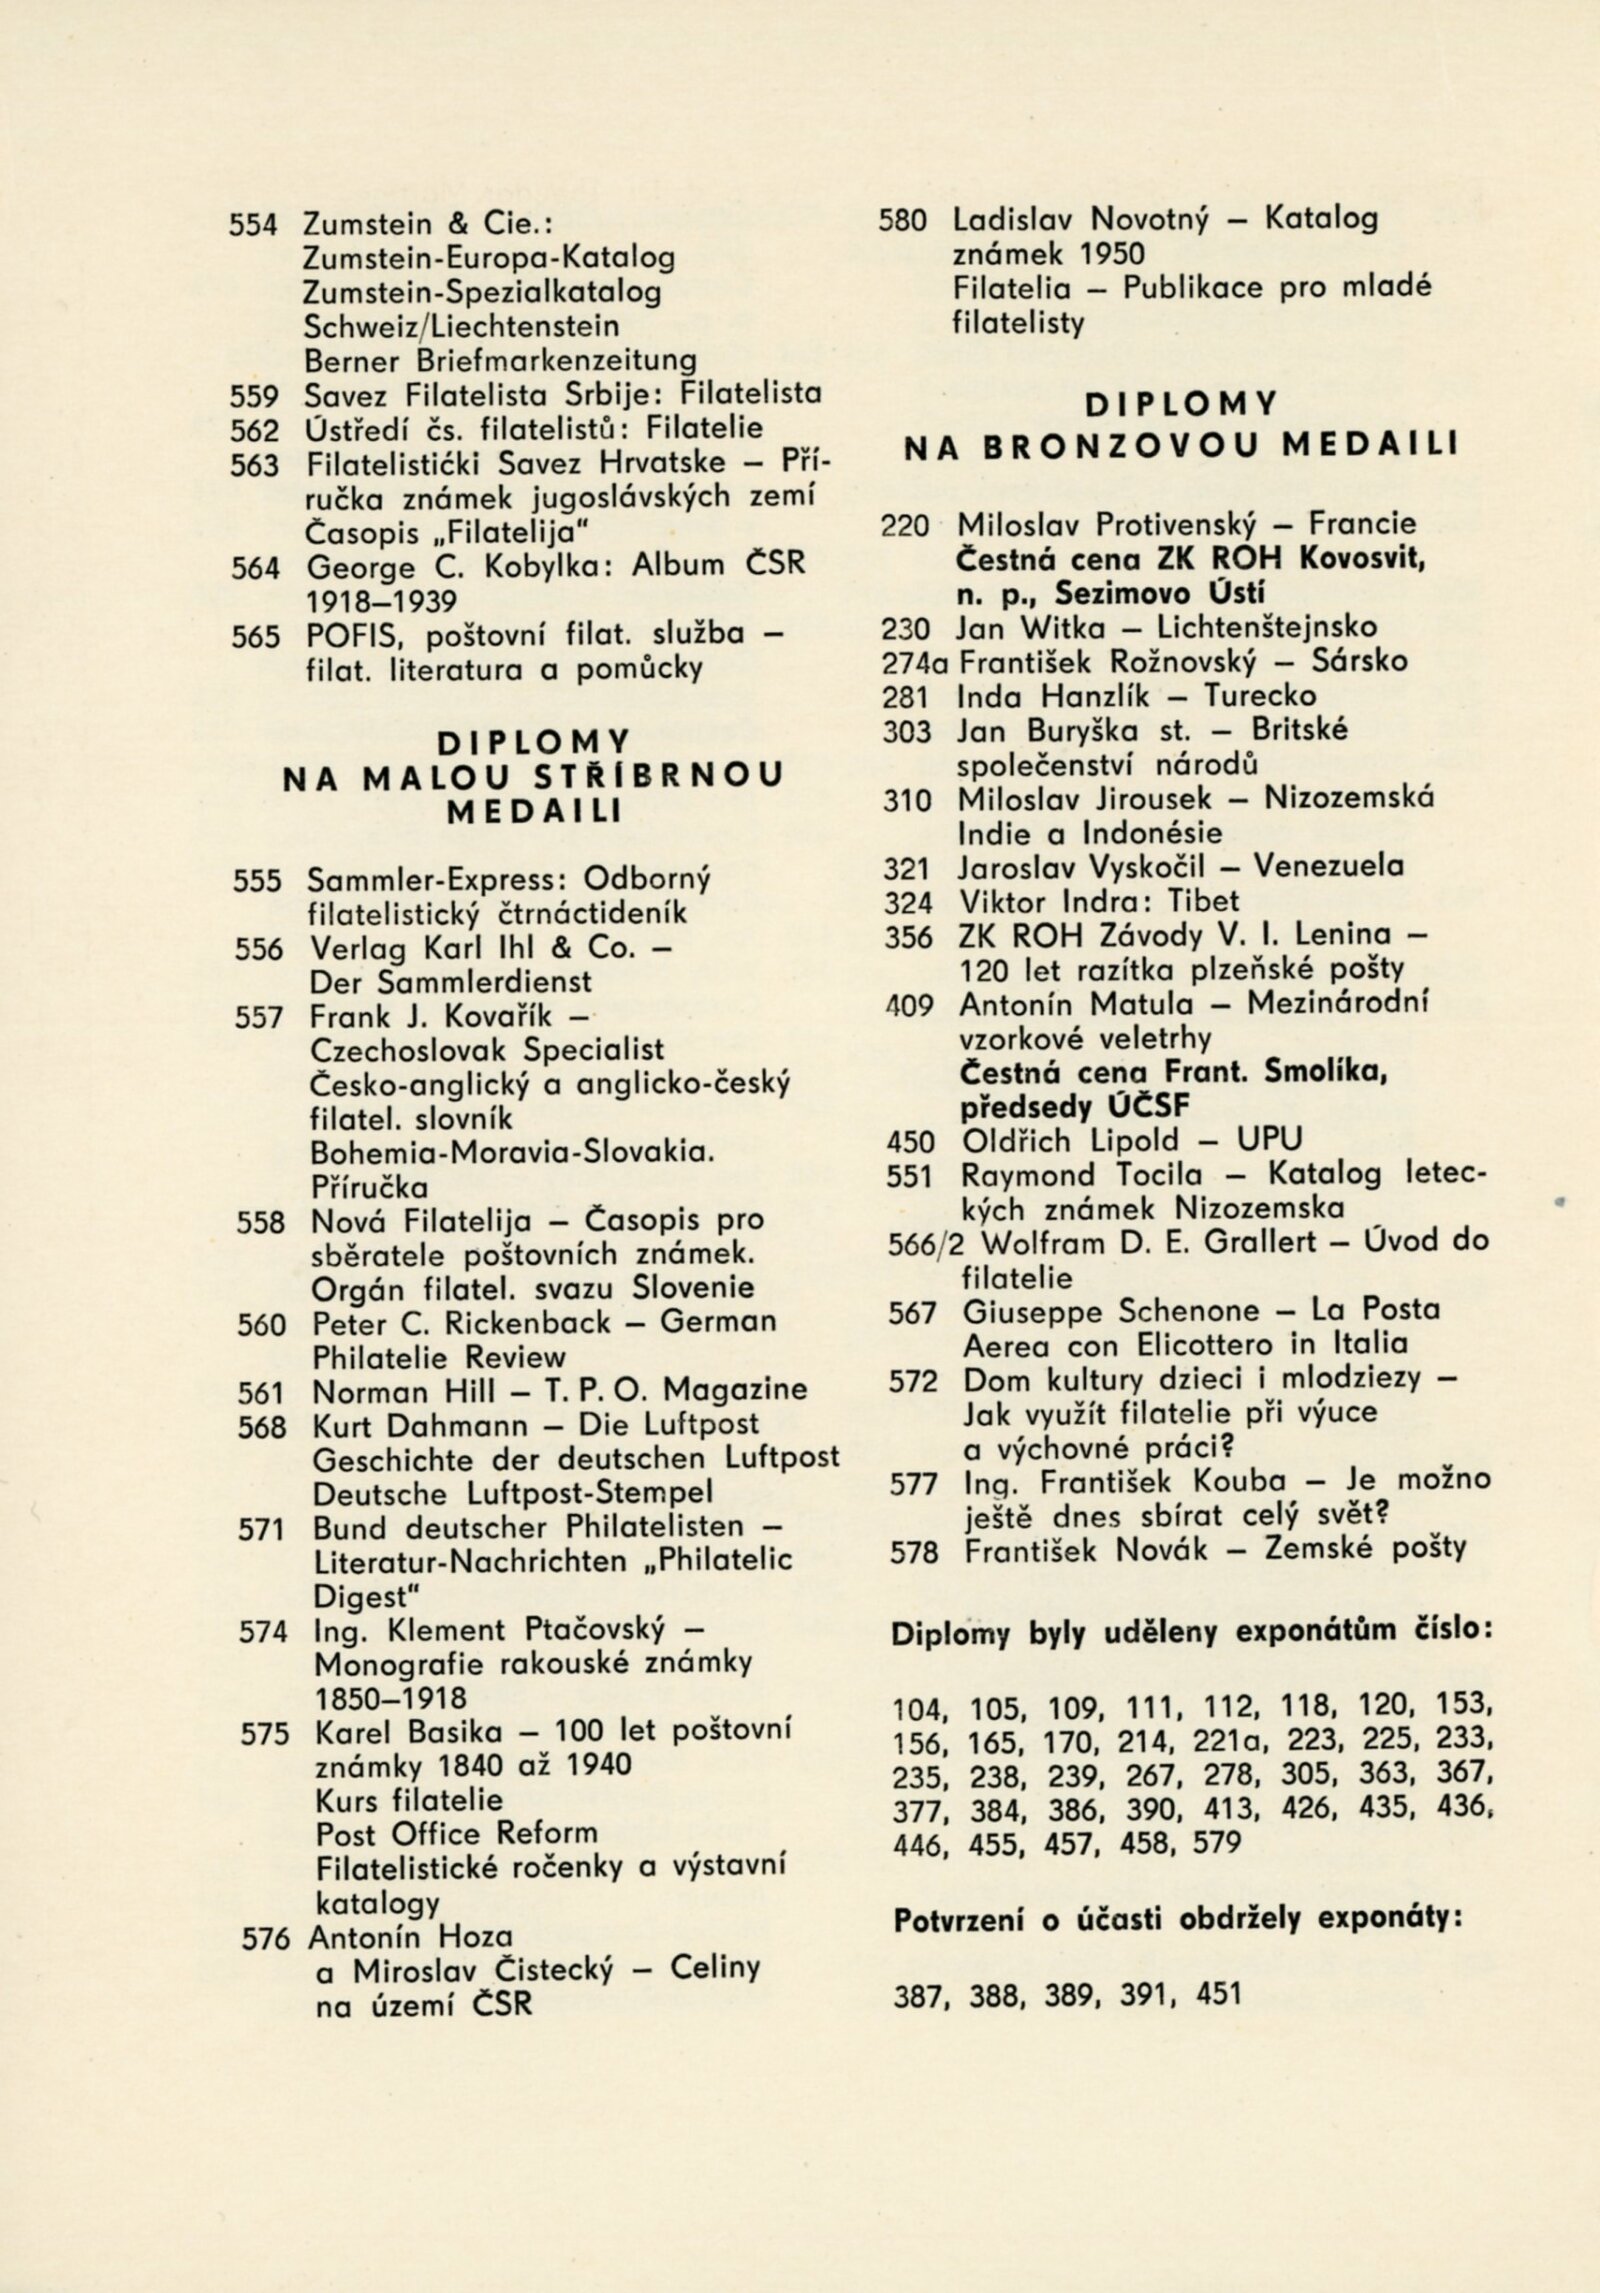 554 Zumstein & Cie.:
Zumstein-Europa-Katalog
Zumstein-Spezialkatalog
Schweiz/Liechtenstein
Berner Briefmarkenzeitung
559 Savez Filatelista Srbije: Filatelista
562 Ústředí čs. filatelistů: Filatelie
563 Filatelistićki Savez Hrvatske – Pří-
ručka známek jugoslávských zemí
Časopis „Filatelija“
564 George C. Kobylka: Album ČSR
1918–1939
565 POFIS, poštovní filat. služba –
filat. literatura a pomůcky
DIPLOMY
NA MALOU STŘÍBRNOU
MEDAILI
555 Sammler-Express: Odborný
filatelistický čtrnáctideník
556 Verlag Karl Ihl & Co. –
Der Sammlerdienst
557 Frank J. Kovařík –
Czechoslovak Specialist
Česko-anglický a anglicko-český
filatel. slovník
Bohemia-Moravia-Slovakia.
Příručka
558 Nová Filatelija – Časopis pro
sběratele poštovních známek.
Orgán filatel. svazu Slovenie
560 Peter C. Rickenback – German
Philatelie Review
561 Norman Hill – T. P. O. Magazine
568 Kurt Dahmann – Die Luftpost
Geschichte der deutschen Luftpost
Deutsche Luftpost-Stempel
571 Bund deutscher Philatelisten –
Literatur-Nachrichten „Philatelic
Digest“
574 Ing. Klement Ptačovský –
Monografie rakouské známky
1850–1918
575 Karel Basika – 100 let poštovní
známky 1840 až 1940
Kurs filatelie
Post Office Reform
Filatelistické ročenky a výstavní
katalogy
576 Antonín Hoza
a Miroslav Čistecký – Celiny
na území ČSR
580 Ladislav Novotný – Katalog
známek 1950
Filatelia – Publikace pro mladé
filatelisty
DIPLOMY
NA BRONZOVOU MEDAILI
220 Miloslav Protivenský – Francie
Čestná cena ZK ROH Kovosvit,
n. p., Sezimovo Ústí
230 Jan Witka – Lichtenštejnsko
274a František Rožnovský – Sársko
281 Inda Hanzlík – Turecko
303 Jan Buryška st. – Britské
společenství národů
310 Miloslav Jirousek – Nizozemská
Indie a Indonésie
321 Jaroslav Vyskočil – Venezuela
324 Viktor Indra: Tibet
356 ZK ROH Závody V. I. Lenina –
120 let razítka plzeňské pošty
409 Antonín Matula – Mezinárodní
vzorkové veletrhy
Čestná cena Frant. Smolíka,
předsedy ÚČSF
450 Oldřich Lipold – UPU
551 Raymond Tocila – Katalog letec-
kých známek Nizozemska
566/2 Wolfram D. E. Grallert – Úvod do
filatelie
567 Giuseppe Schenone – La Posta
Aerea con Elicottero in Italia
572 Dom kultury dzieci i mlodziezy –
Jak využít filatelie při výuce
a výchovné práci?
577 Ing. František Kouba – Je možno
ještě dnes sbírat celý svět?
578 František Novák – Zemské pošty
Diplomy byly uděleny exponátům číslo:
104, 105, 109, 111, 112, 118, 120, 153,
156, 165, 170, 214, 221a, 223, 225, 233,
235, 238, 239, 267, 278, 305, 363, 367,
377, 384, 386, 390, 413, 426, 435, 436,
446, 455, 457, 458, 579
Potvrzení o účasti obdržely exponáty:
387, 388, 389, 391, 451